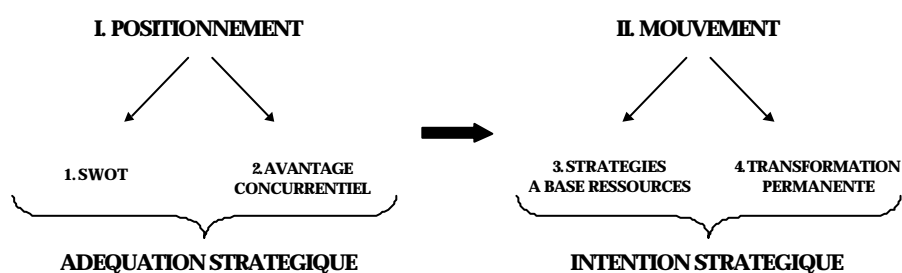 I. POSITIONNEMENT
II. MOUVEMENT
1. SWOT
2. AVANTAGE
CONCURRENTIEL
3. STRATEGIES
A BASE RESSOURCES
4. TRANSFORMATION
PERMANENTE
ADEQUATION STRATEGIQUE
INTENTION STRATEGIQUE